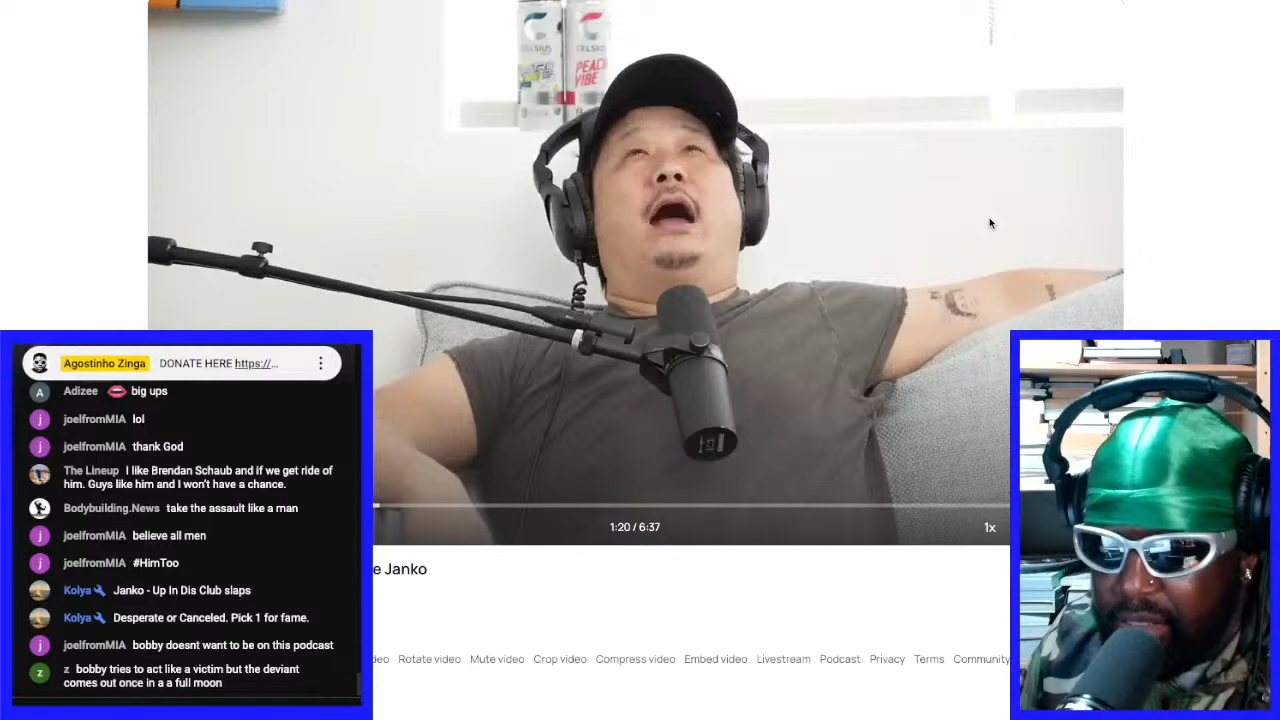 CELSIUS
PEACH
VIBE
Agostinho Zinga DONATE HERE https://...
A Adizee big ups
j joelfromMIA lol
j joelfromMIA thank God
The Lineup I like Brendan Schaub and if we get ride of
him. Guys like him and I won't have a chance.
Bodybuilding.News take the assault like a man
j joelfromMIA believe all men
j joelfromMIA #HimToo
Kolya Janko - Up In Dis Club slaps
Kolya Desperate or Canceled. Pick 1 for fame.
j joelfromMIA bobby doesnt want to be on this podcast
z z bobby tries to act like a victim but the deviant
comes out once in a a full moon
1:20 / 6:37 1x
e Janko
deo Rotate video Mute video Crop video Compress video Embed video Livestream Podcast Privacy Terms Community